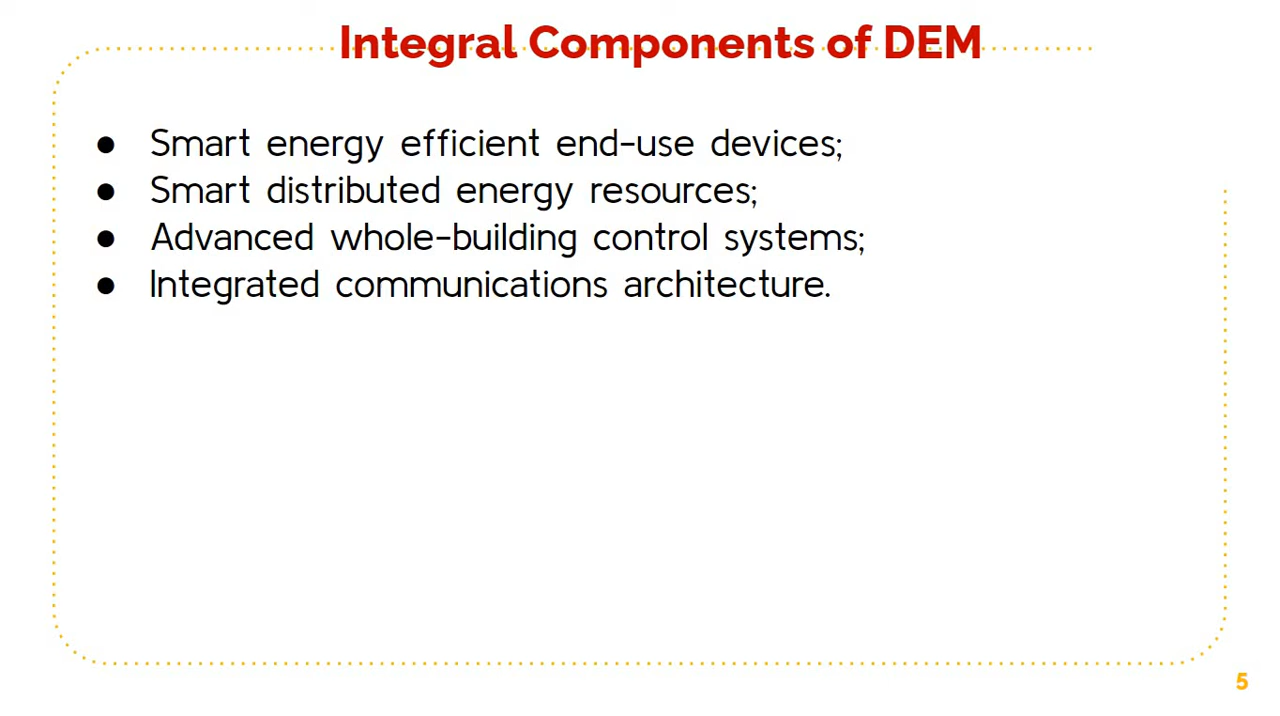 Integral Components of DEM
● Smart energy efficient end-use devices;
● Smart distributed energy resources;
● Advanced whole-building control systems;
● Integrated communications architecture.
5